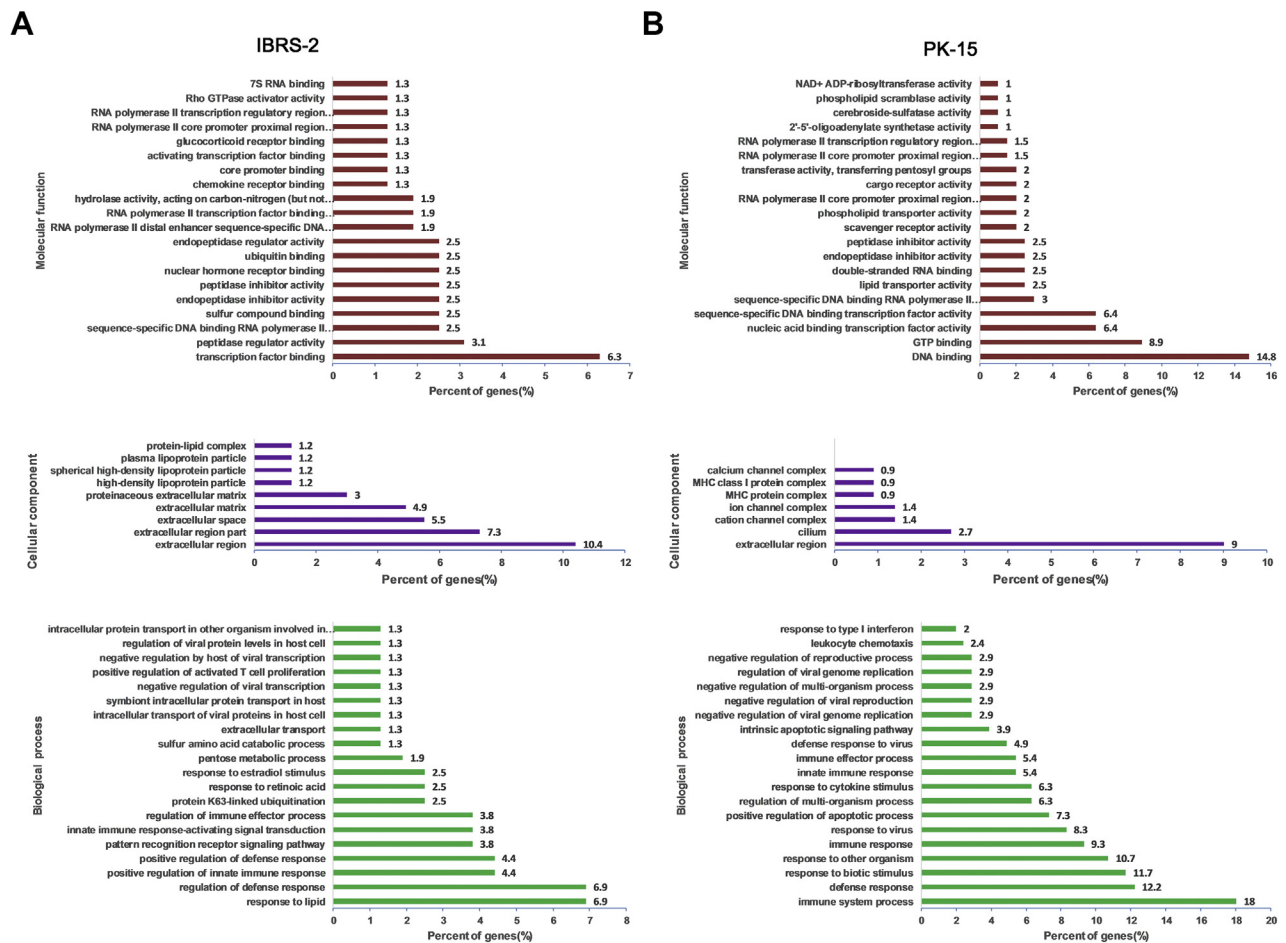 A
IBRS-2
7S RNA binding 1.3
Rho GTPase activator activity 1.3
RNA polymerase II transcription regulatory region... 1.3
RNA polymerase II core promoter proximal region... 1.3
glucocorticoid receptor binding 1.3
activating transcription factor binding 1.3
core promoter binding 1.3
chemokine receptor binding 1.3
hydrolase activity, acting on carbon-nitrogen (but not... 1.9
RNA polymerase II transcription factor binding... 1.9
RNA polymerase II distal enhancer sequence-specific DNA... 1.9
endopeptidase regulator activity 2.5
ubiquitin binding 2.5
nuclear hormone receptor binding 2.5
peptidase inhibitor activity 2.5
endopeptidase inhibitor activity 2.5
sulfur compound binding 2.5
sequence-specific DNA binding RNA polymerase II... 2.5
peptidase regulator activity 3.1
transcription factor binding 6.3
Molecular function
0 1 2 3 4 5 6 7
Percent of genes(%)
protein-lipid complex 1.2
plasma lipoprotein particle 1.2
spherical high-density lipoprotein particle 1.2
high-density lipoprotein particle 1.2
proteinaceous extracellular matrix 3
extracellular matrix 4.9
extracellular space 5.5
extracellular region part 7.3
extracellular region 10.4
Cellular component
0 2 4 6 8 10 12
Percent of genes(%)
intracellular protein transport in other organism involved in... 1.3
regulation of viral protein levels in host cell 1.3
negative regulation by host of viral transcription 1.3
positive regulation of activated T cell proliferation 1.3
negative regulation of viral transcription 1.3
symbiont intracellular protein transport in host 1.3
intracellular transport of viral proteins in host cell 1.3
extracellular transport 1.3
sulfur amino acid catabolic process 1.3
pentose metabolic process 1.9
response to estradiol stimulus 2.5
response to retinoic acid 2.5
protein K63-linked ubiquitination 2.5
regulation of immune effector process 3.8
innate immune response-activating signal transduction 3.8
pattern recognition receptor signaling pathway 3.8
positive regulation of defense response 4.4
positive regulation of innate immune response 4.4
regulation of defense response 6.9
response to lipid 6.9
Biological process
0 1 2 3 4 5 6 7 8
Percent of genes(%)
B
PK-15
NAD+ ADP-ribosyltransferase activity 1
phospholipid scramblase activity 1
cerebroside-sulfatase activity 1
2'-5'-oligoadenylate synthetase activity 1
RNA polymerase II transcription regulatory region... 1.5
RNA polymerase II core promoter proximal region... 1.5
transferase activity, transferring pentosyl groups 2
cargo receptor activity 2
RNA polymerase II core promoter proximal region... 2
phospholipid transporter activity 2
scavenger receptor activity 2
peptidase inhibitor activity 2.5
endopeptidase inhibitor activity 2.5
double-stranded RNA binding 2.5
lipid transporter activity 2.5
sequence-specific DNA binding RNA polymerase II... 3
sequence-specific DNA binding transcription factor activity 6.4
nucleic acid binding transcription factor activity 6.4
GTP binding 8.9
DNA binding 14.8
Molecular function
0 2 4 6 8 10 12 14 16
Percent of genes(%)
calcium channel complex 0.9
MHC class I protein complex 0.9
MHC protein complex 0.9
ion channel complex 1.4
cation channel complex 1.4
cilium 2.7
extracellular region 9
Cellular component
0 1 2 3 4 5 6 7 8 9 10
Percent of genes(%)
response to type I interferon 2
leukocyte chemotaxis 2.4
negative regulation of reproductive process 2.9
regulation of viral genome replication 2.9
negative regulation of multi-organism process 2.9
negative regulation of viral reproduction 2.9
negative regulation of viral genome replication 2.9
intrinsic apoptotic signaling pathway 3.9
defense response to virus 4.9
immune effector process 5.4
innate immune response 5.4
response to cytokine stimulus 6.3
regulation of multi-organism process 6.3
positive regulation of apoptotic process 7.3
response to virus 8.3
immune response 9.3
response to other organism 10.7
response to biotic stimulus 11.7
defense response 12.2
immune system process 18
Biological process
0 2 4 6 8 10 12 14 16 18 20
Percent of genes(%)